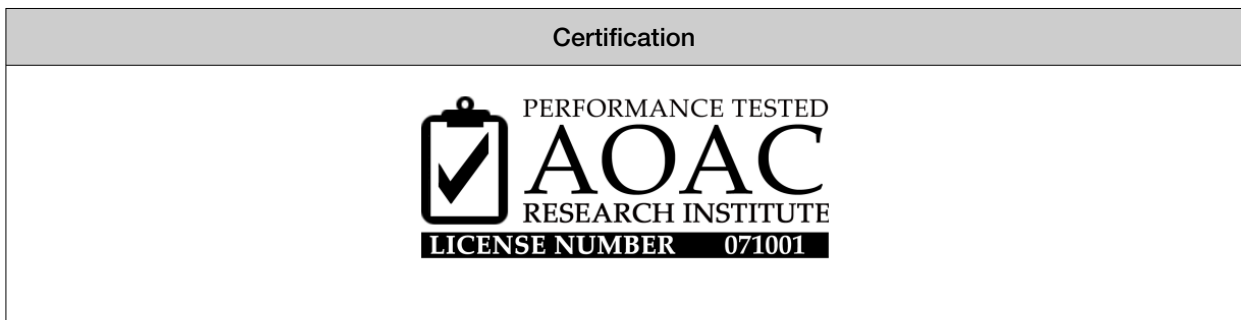 Certification
PERFORMANCE TESTED
AOAC
RESEARCH INSTITUTE
LICENSE NUMBER 071001